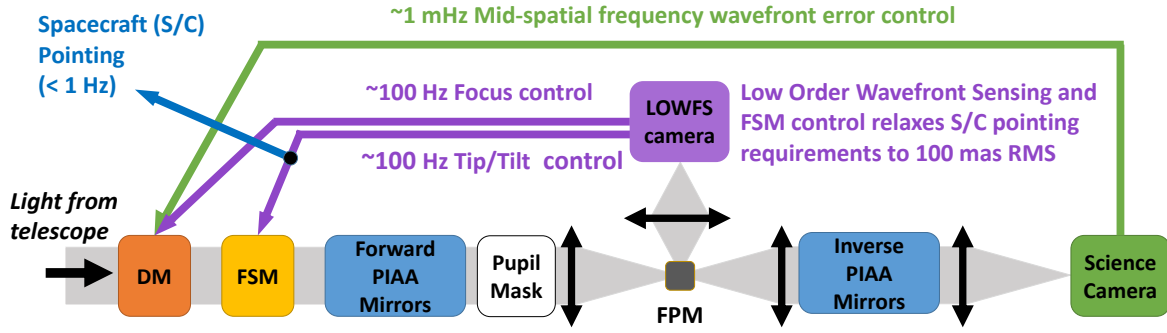 ~1 mHz Mid-spatial frequency wavefront error control
Spacecraft (S/C)
Pointing
(< 1 Hz)
~100 Hz Focus control
LOWFS
camera
Low Order Wavefront Sensing and
FSM control relaxes S/C pointing
requirements to 100 mas RMS
~100 Hz Tip/Tilt control
Light from
telescope
DM
FSM
Forward
PIAA
Mirrors
Pupil
Mask
FPM
Inverse
PIAA
Mirrors
Science
Camera